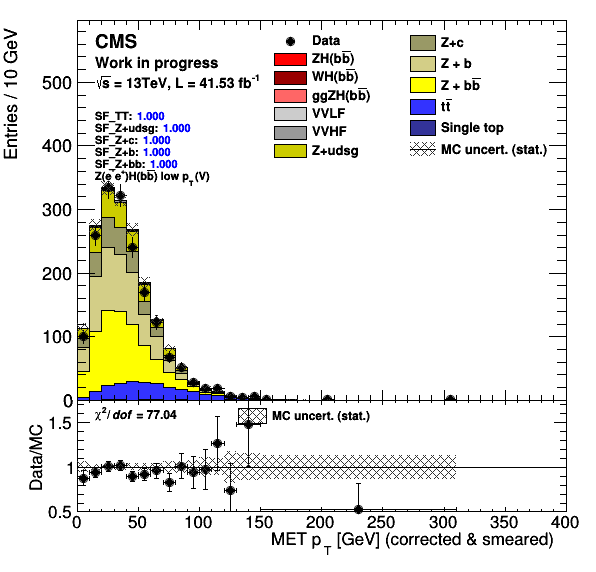 CMS
Work in progress
√s = 13TeV, L = 41.53 fb⁻¹
SF_TT: 1.000
SF_Z+udsg: 1.000
SF_Z+c: 1.000
SF_Z+b: 1.000
SF_Z+bb: 1.000
Z(e⁻e⁺)H(bb̅) low p_T(V)
Data
ZH(bb̅)
WH(bb̅)
ggZH(bb̅)
VVLF
VVHF
Z+udsg
Z+c
Z + b
Z + bb̅
tt̅
Single top
MC uncert. (stat.)
Entries / 10 GeV
500
400
300
200
100
0
χ²/dof = 77.04
MC uncert. (stat.)
Data/MC
1.5
1
0.5
0 50 100 150 200 250 300 350 400
MET p_T [GeV] (corrected & smeared)